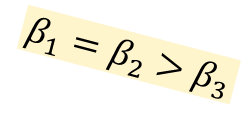 β₁ = β₂ > β₃